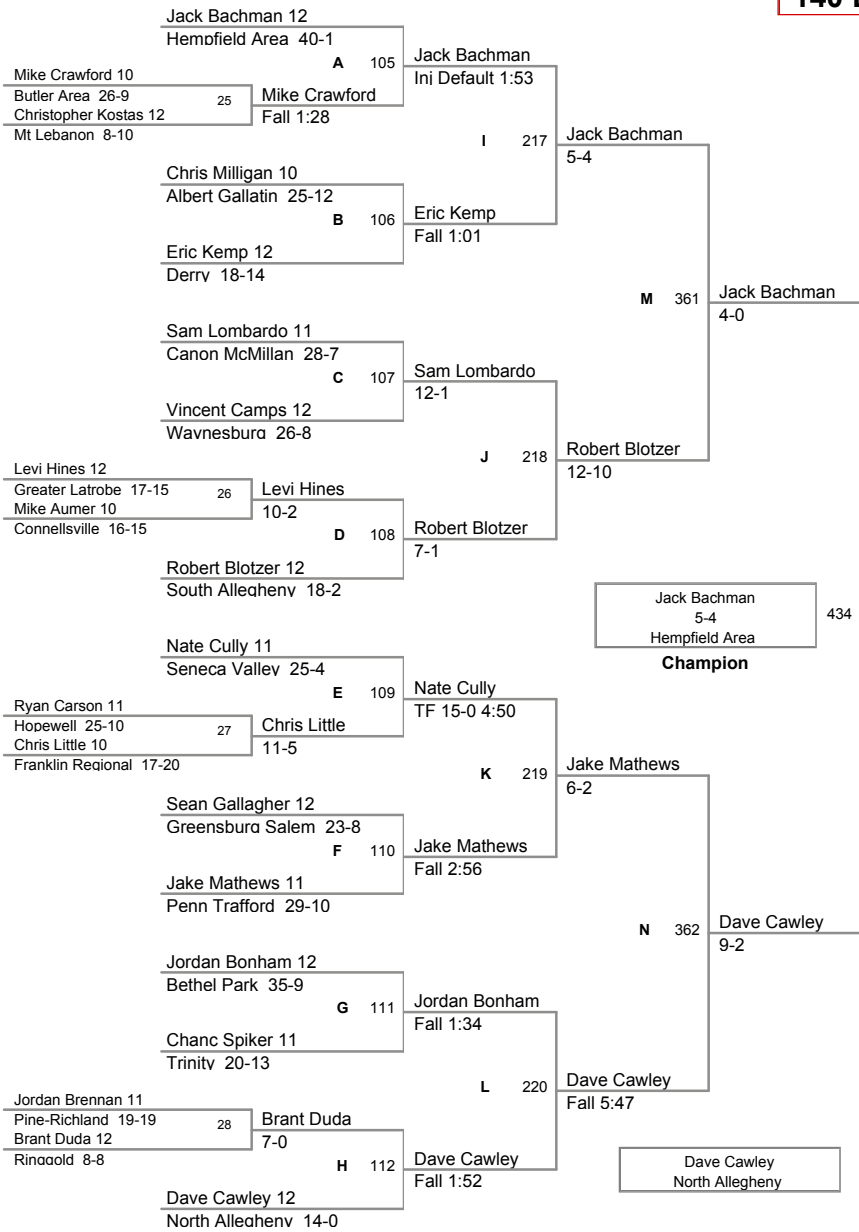 140
Jack Bachman 12
Hempfield Area 40-1
A 105
Jack Bachman
Inj Default 1:53
Mike Crawford 10
Butler Area 26-9
25
Christopher Kostas 12
Mt Lebanon 8-10
Mike Crawford
Fall 1:28
I 217
Jack Bachman
5-4
Chris Milligan 10
Albert Gallatin 25-12
B 106
Eric Kemp
Fall 1:01
Eric Kemp 12
Derry 18-14
M 361
Jack Bachman
4-0
Sam Lombardo 11
Canon McMillan 28-7
C 107
Sam Lombardo
12-1
Vincent Camps 12
Waynesburg 26-8
J 218
Robert Blotzer
12-10
Levi Hines 12
Greater Latrobe 17-15
26
Mike Aumer 10
Connellsville 16-15
Levi Hines
10-2
D 108
Robert Blotzer
7-1
Robert Blotzer 12
South Allegheny 18-2
Jack Bachman
5-4
Hempfield Area
434
Champion
Nate Cully 11
Seneca Valley 25-4
E 109
Nate Cully
TF 15-0 4:50
Ryan Carson 11
Hopewell 25-10
27
Chris Little 10
Franklin Regional 17-20
Chris Little
11-5
K 219
Jake Mathews
6-2
Sean Gallagher 12
Greensburg Salem 23-8
F 110
Jake Mathews
Fall 2:56
Jake Mathews 11
Penn Trafford 29-10
N 362
Dave Cawley
9-2
Jordan Bonham 12
Bethel Park 35-9
G 111
Jordan Bonham
Fall 1:34
Chanc Spiker 11
Trinity 20-13
L 220
Dave Cawley
Fall 5:47
Jordan Brennan 11
Pine-Richland 19-19
28
Brant Duda 12
Ringgold 8-8
Brant Duda
7-0
H 112
Dave Cawley
Fall 1:52
Dave Cawley 12
North Allegheny 14-0
Dave Cawley
North Allegheny